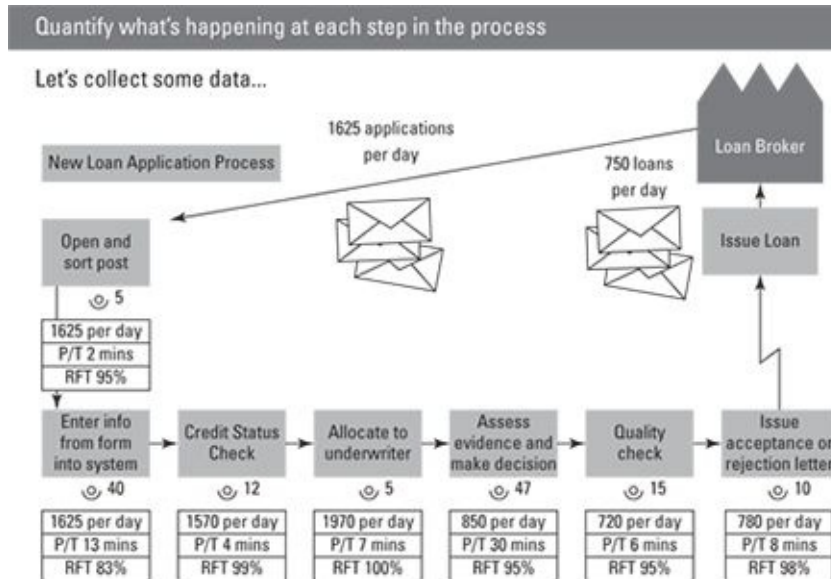 Quantify what's happening at each step in the process
Let's collect some data...
1625 applications
per day
Loan Broker
New Loan Application Process
750 loans
per day
Open and
sort post
Issue Loan
5
1625 per day
P/T 2 mins
RFT 95%
Enter info
from form
into system
Credit Status
Check
Allocate to
underwriter
Assess
evidence and
make decision
Quality
check
Issue
acceptance or
rejection letter
40
12
5
47
15
10
1625 per day
P/T 13 mins
RFT 83%
1570 per day
P/T 4 mins
RFT 99%
1970 per day
P/T 7 mins
RFT 100%
850 per day
P/T 30 mins
RFT 95%
720 per day
P/T 6 mins
RFT 95%
780 per day
P/T 8 mins
RFT 98%